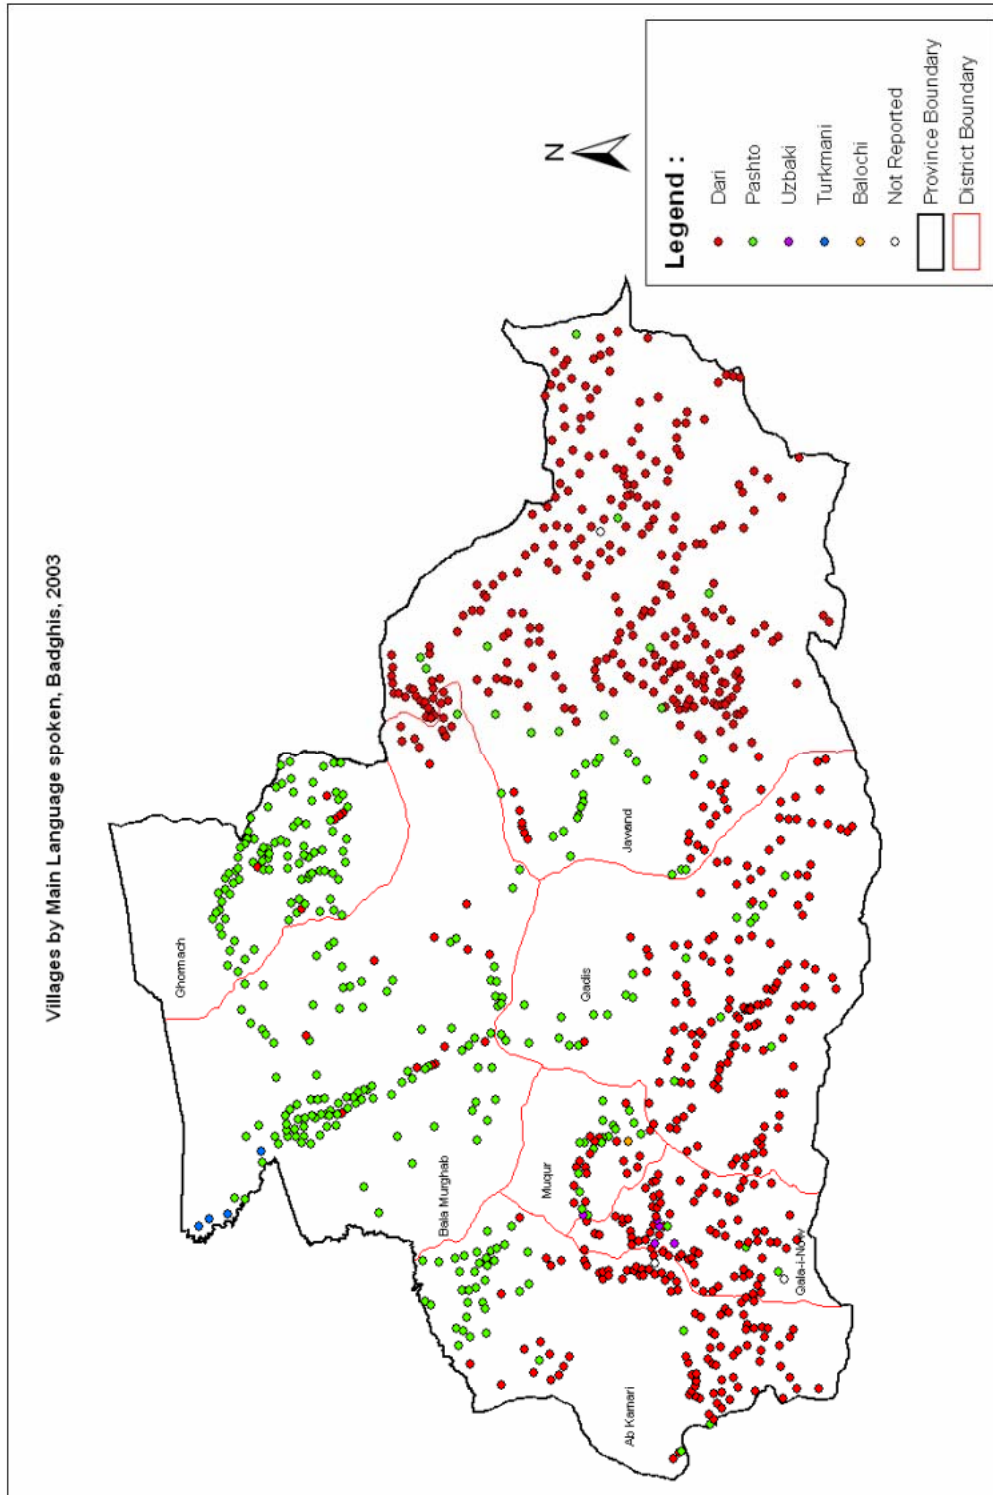 Villages by Main Language spoken, Badghis, 2003
N
Legend :
Dari
Pashto
Uzbaki
Turkmani
Balochi
Not Reported
Province Boundary
District Boundary
Ghormach
Bala Murghab
Muqur
Qadis
Jawand
Ab Kamari
Qala-i-Now